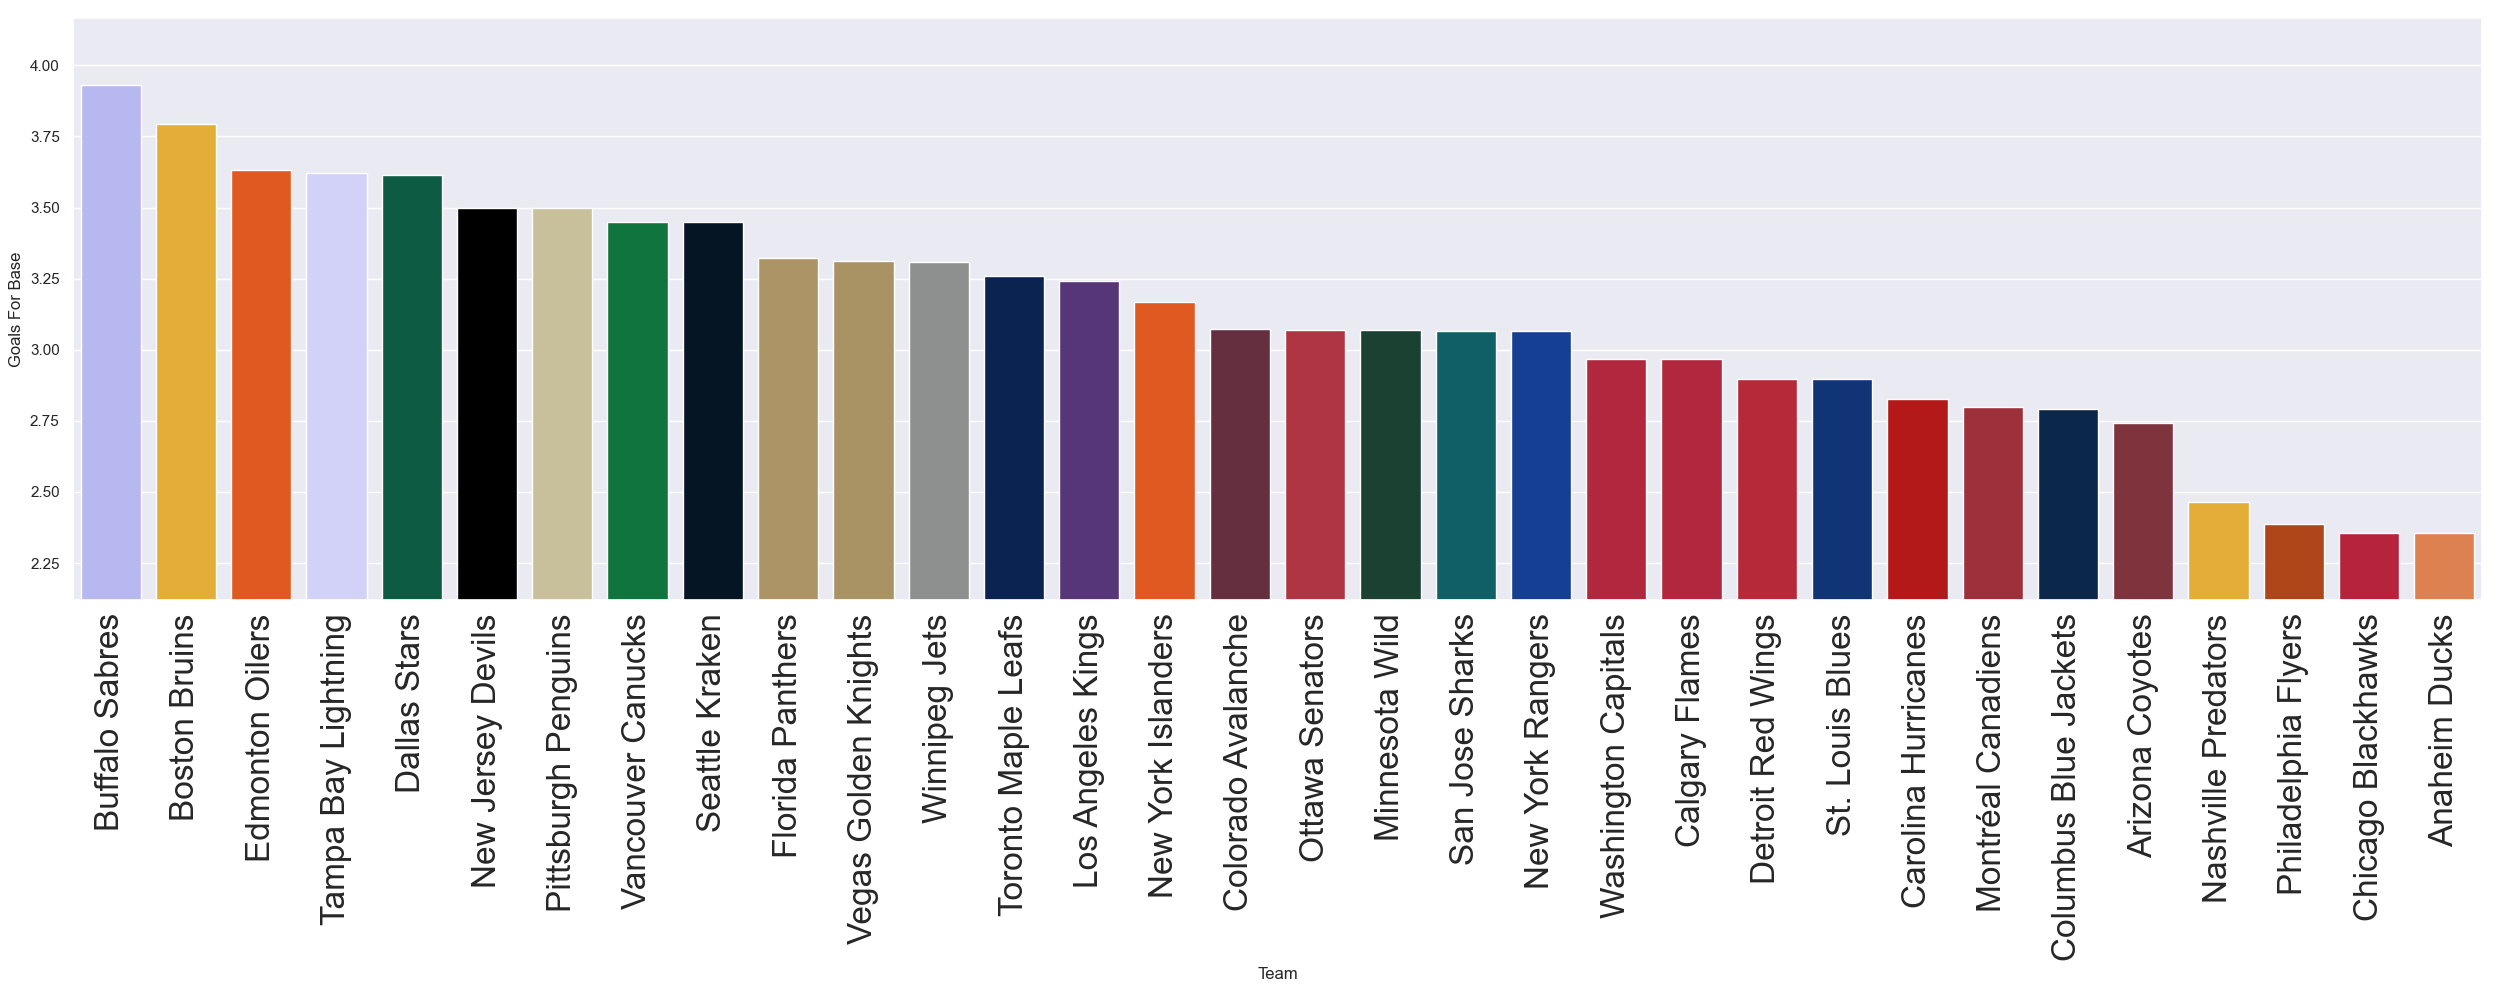 4.00
3.75
3.50
3.25
3.00
2.75
2.50
2.25
Goals For Base
Buffalo Sabres
Boston Bruins
Edmonton Oilers
Tampa Bay Lightning
Dallas Stars
New Jersey Devils
Pittsburgh Penguins
Vancouver Canucks
Seattle Kraken
Florida Panthers
Vegas Golden Knights
Winnipeg Jets
Toronto Maple Leafs
Los Angeles Kings
New York Islanders
Colorado Avalanche
Ottawa Senators
Minnesota Wild
San Jose Sharks
New York Rangers
Washington Capitals
Calgary Flames
Detroit Red Wings
St. Louis Blues
Carolina Hurricanes
Montréal Canadiens
Columbus Blue Jackets
Arizona Coyotes
Nashville Predators
Philadelphia Flyers
Chicago Blackhawks
Anaheim Ducks
Team